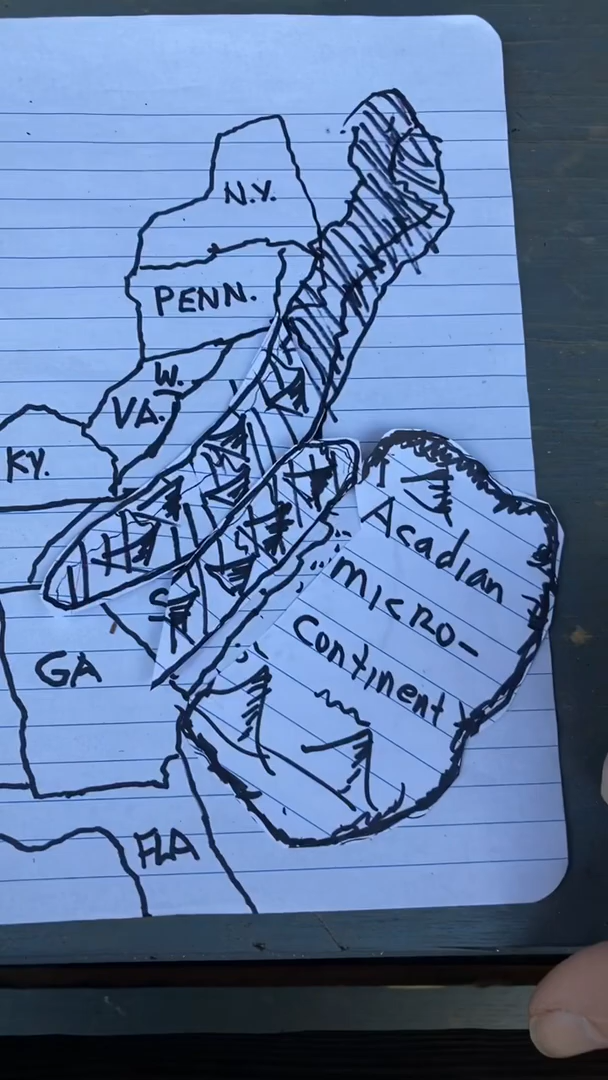 N.Y.
PENN.
W.
VA.
KY.
GA
FLA
Acadian
MICRO-
Continent